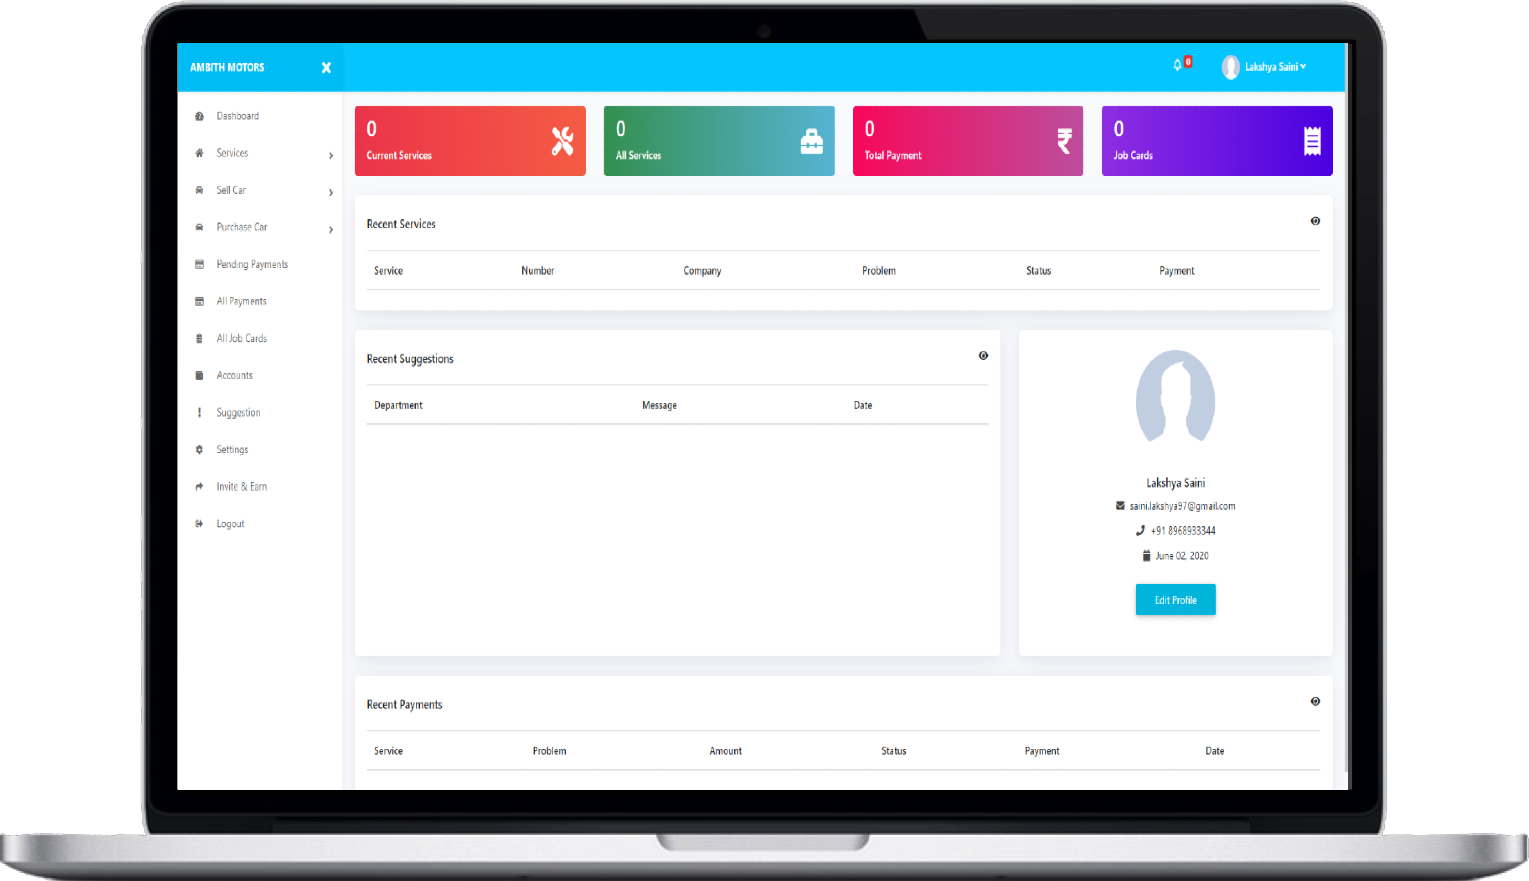 AMBITH MOTORS
0
Lakshya Saini
Dashboard
Services
Sell Car
Purchase Car
Pending Payments
All Payments
All Job Cards
Accounts
Suggestion
Settings
Invite & Earn
Logout
0
Current Services
0
All Services
0
Total Payment
0
Job Cards
Recent Services
Service Number Company Problem Status Payment
Recent Suggestions
Department Message Date
Lakshya Saini
saini.lakshya97@gmail.com
+91 8968933344
June 02, 2020
Edit Profile
Recent Payments
Service Problem Amount Status Payment Date